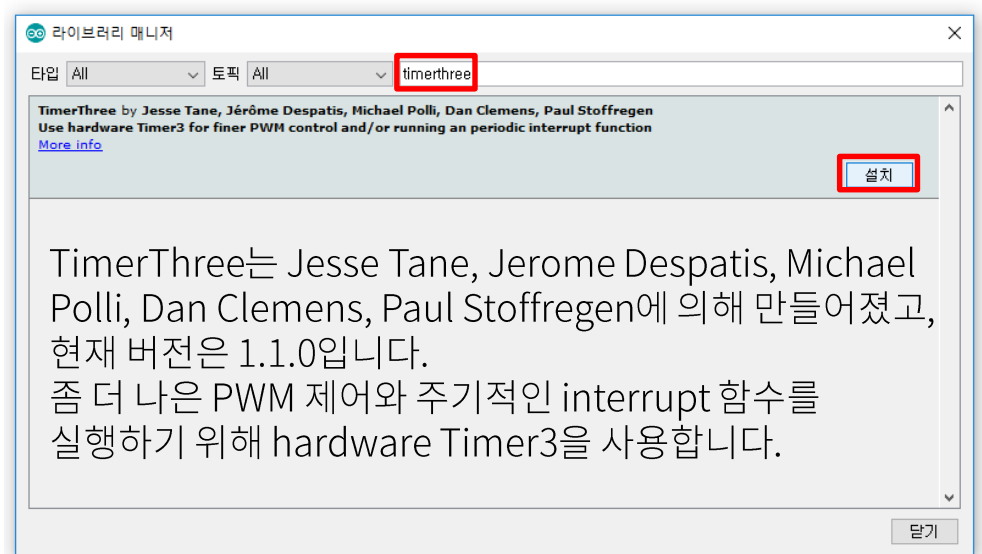 라이브러리 매니저
타입 All 토픽 All timerthree
TimerThree by Jesse Tane, Jérôme Despatis, Michael Polli, Dan Clemens, Paul Stoffregen
Use hardware Timer3 for finer PWM control and/or running an periodic interrupt function
More info
설치
TimerThree는 Jesse Tane, Jerome Despatis, Michael
Polli, Dan Clemens, Paul Stoffregen에 의해 만들어졌고,
현재 버전은 1.1.0입니다.
좀 더 나은 PWM 제어와 주기적인 interrupt 함수를
실행하기 위해 hardware Timer3을 사용합니다.
닫기